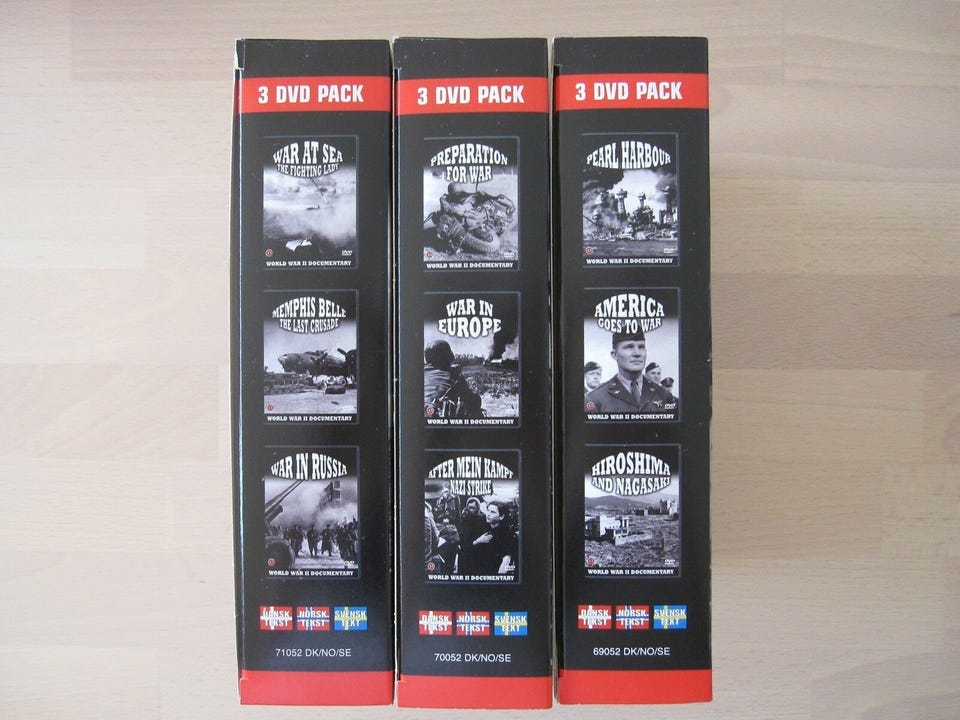 3 DVD PACK
WAR AT SEA
THE FIGHTING LADY
WORLD WAR II DOCUMENTARY
MEMPHIS BELLE
THE LAST CRUSADE
WORLD WAR II DOCUMENTARY
WAR IN RUSSIA
WORLD WAR II DOCUMENTARY
DANSK TEKST
NORSK TEKST
SVENSK TEXT
71052 DK/NO/SE
3 DVD PACK
PREPARATION
FOR WAR
WORLD WAR II DOCUMENTARY
WAR IN
EUROPE
WORLD WAR II DOCUMENTARY
AFTER MEIN KAMPF
NAZI STRIKE
WORLD WAR II DOCUMENTARY
DANSK TEKST
NORSK TEKST
SVENSK TEXT
70052 DK/NO/SE
3 DVD PACK
PEARL HARBOUR
WORLD WAR II DOCUMENTARY
AMERICA
GOES TO WAR
WORLD WAR II DOCUMENTARY
HIROSHIMA
AND NAGASAKI
WORLD WAR II DOCUMENTARY
DANSK TEKST
NORSK TEKST
SVENSK TEXT
69052 DK/NO/SE